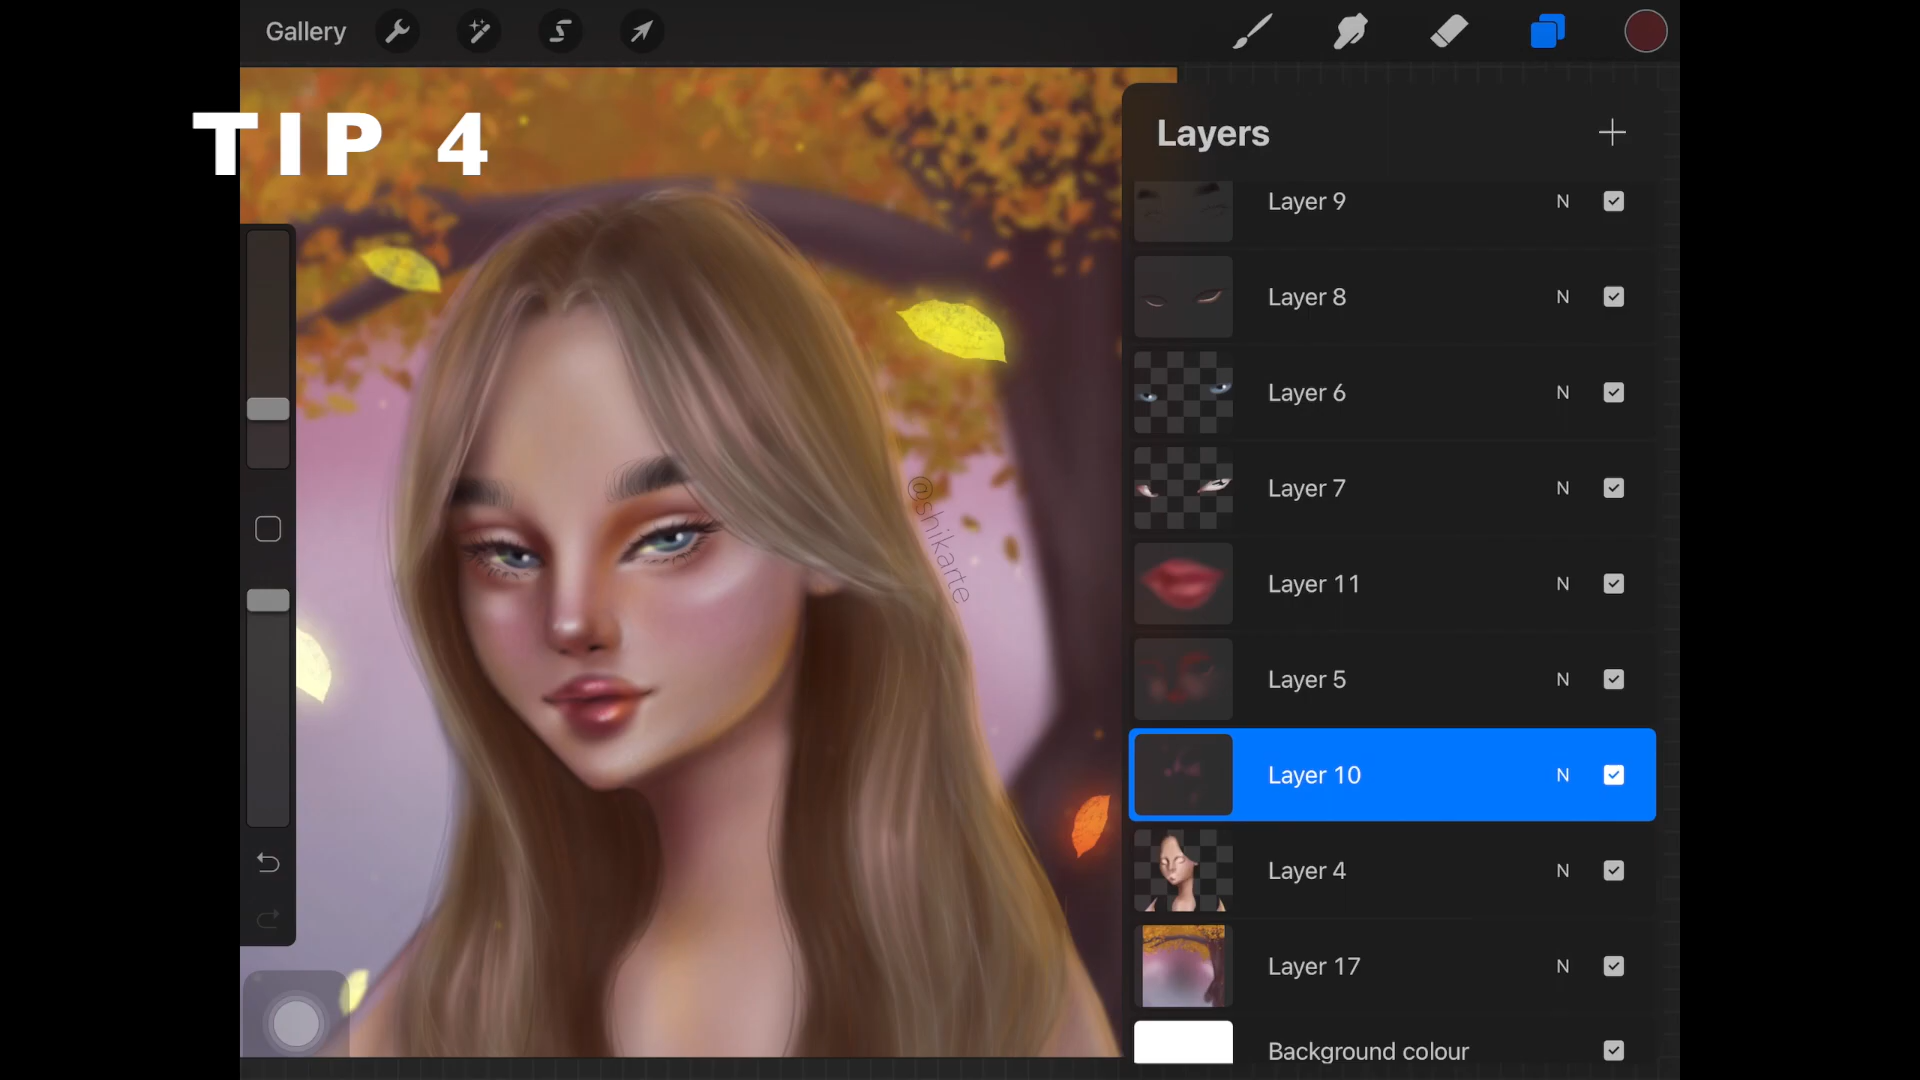 Gallery
TIP 4
Layers
Layer 9 N
Layer 8 N
Layer 6 N
Layer 7 N
Layer 11 N
Layer 5 N
Layer 10 N
Layer 4 N
Layer 17 N
Background colour
@shikarte